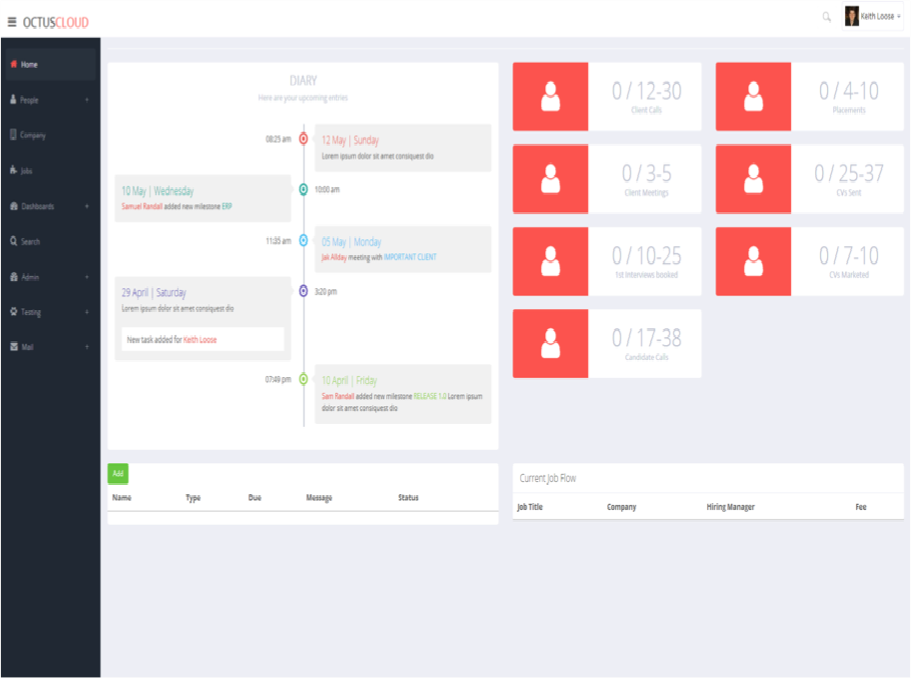 OCTUSCLOUD
Keith Loose
Home
People
Company
Jobs
Dashboards
Search
Admin
Testing
Mail
DIARY
Here are your upcoming entries
08:25 am
12 May | Sunday
Lorem ipsum dolor sit amet consiquest dio
10 May | Wednesday
Samuel Randall added new milestone ERP
10:00 am
11:35 am
05 May | Monday
Jak Allday meeting with IMPORTANT CLIENT
29 April | Saturday
Lorem ipsum dolor sit amet consiquest dio
New task added for Keith Loose
3:20 pm
07:49 pm
10 April | Friday
Sam Randall added new milestone RELEASE 1.0 Lorem ipsum
dolor sit amet consiquest dio
0 / 12-30
Client Calls
0 / 4-10
Placements
0 / 3-5
Client Meetings
0 / 25-37
CVs Sent
0 / 10-25
1st Interviews booked
0 / 7-10
CVs Marketed
0 / 17-38
Candidate Calls
Add
Name Type Due Message Status
Current Job Flow
Job Title Company Hiring Manager Fee